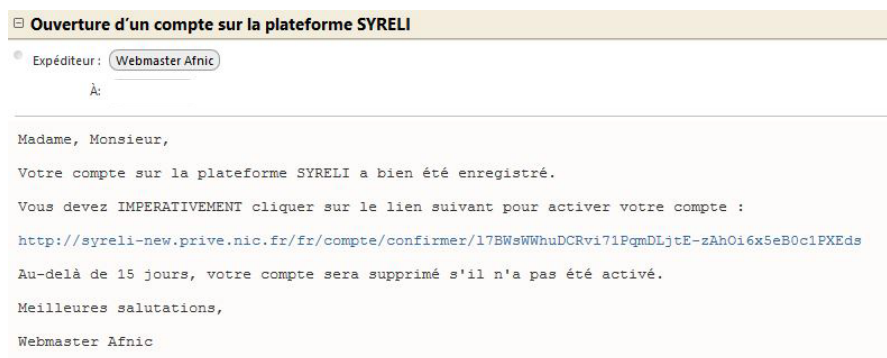 Ouverture d'un compte sur la plateforme SYRELI
Expéditeur : Webmaster Afnic
À:
Madame, Monsieur,
Votre compte sur la plateforme SYRELI a bien été enregistré.
Vous devez IMPERATIVEMENT cliquer sur le lien suivant pour activer votre compte :
http://syreli-new.prive.nic.fr/fr/compte/confirmer/17BWsWWhuDCRvi71PqmDLjtE-zAhOi6x5eB0c1PXEds
Au-delà de 15 jours, votre compte sera supprimé s'il n'a pas été activé.
Meilleures salutations,
Webmaster Afnic